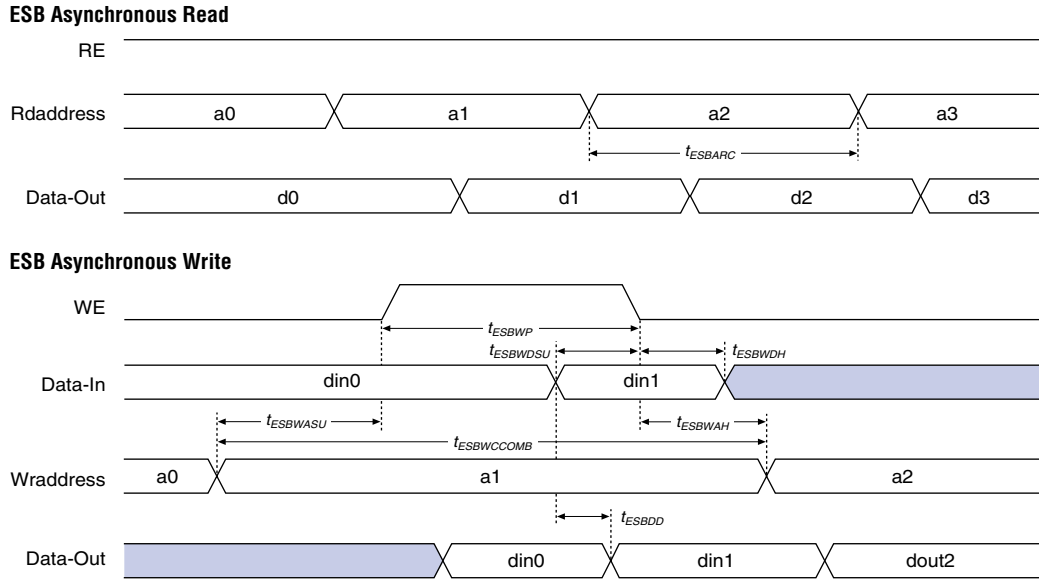 ESB Asynchronous Read
RE
Rdaddress a0 a1 a2 a3
tESBARC
Data-Out d0 d1 d2 d3
ESB Asynchronous Write
WE
tESBWP
tESBWDSU tESBWDH
Data-In din0 din1
tESBWASU tESBWAH
tESBWCCOMB
Wraddress a0 a1 a2
tESBDD
Data-Out din0 din1 dout2